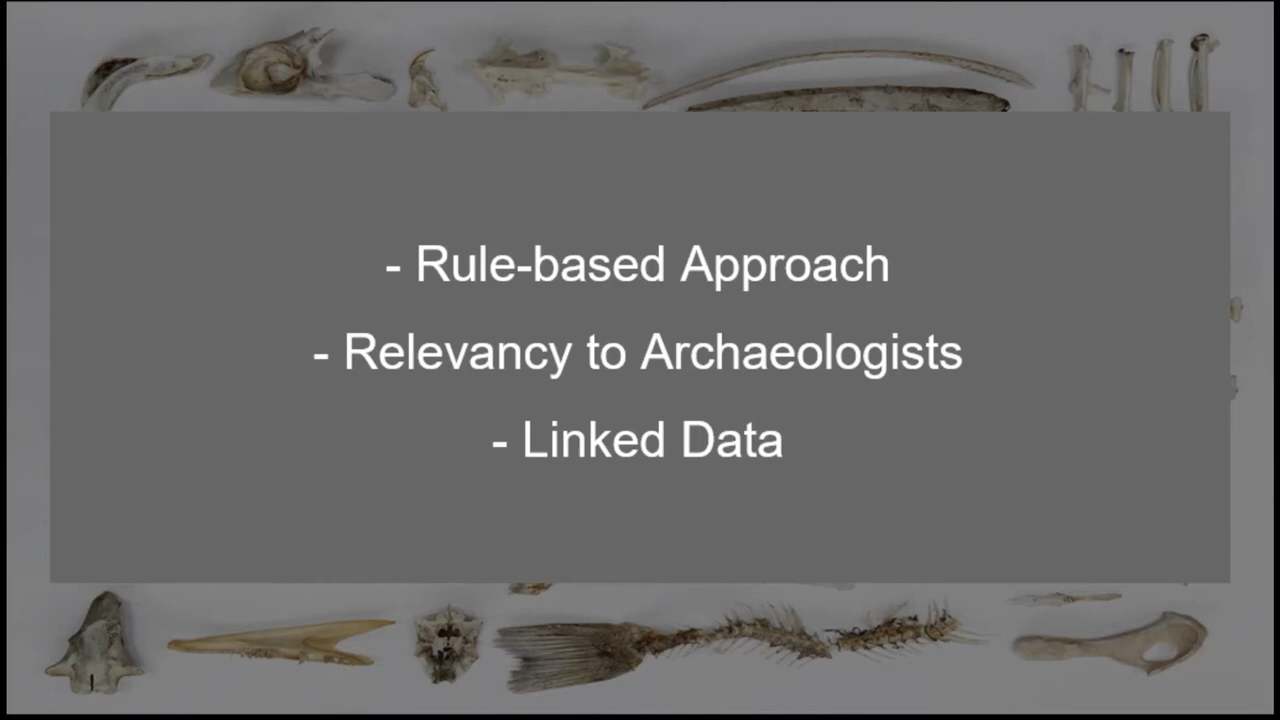 - Rule-based Approach
- Relevancy to Archaeologists
- Linked Data